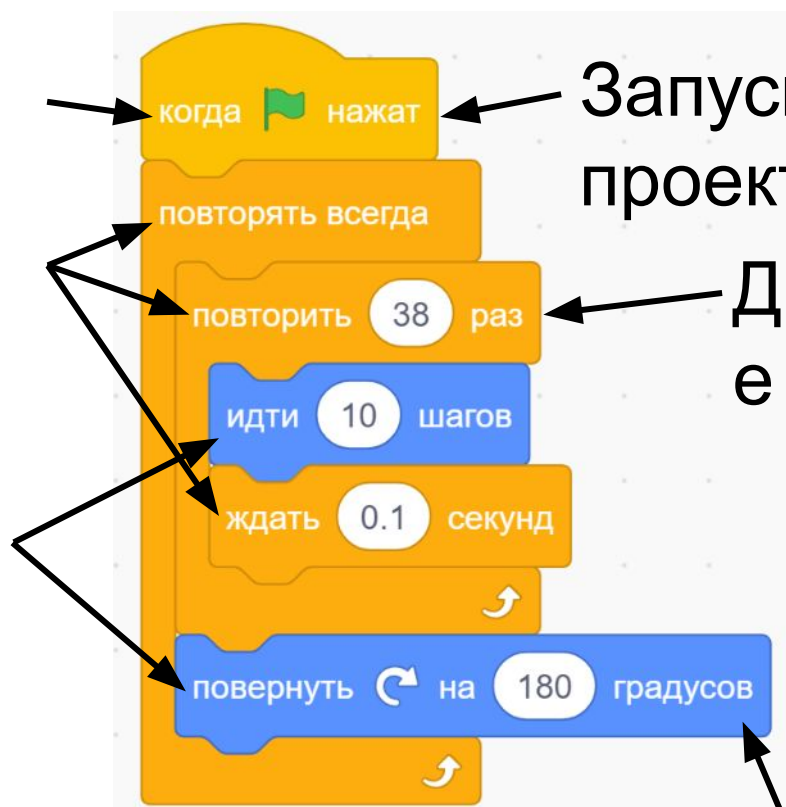 когда нажат
Запус
проек
повторять всегда
повторить 38 раз
Д
е
идти 10 шагов
ждать 0.1 секунд
повернуть на 180 градусов